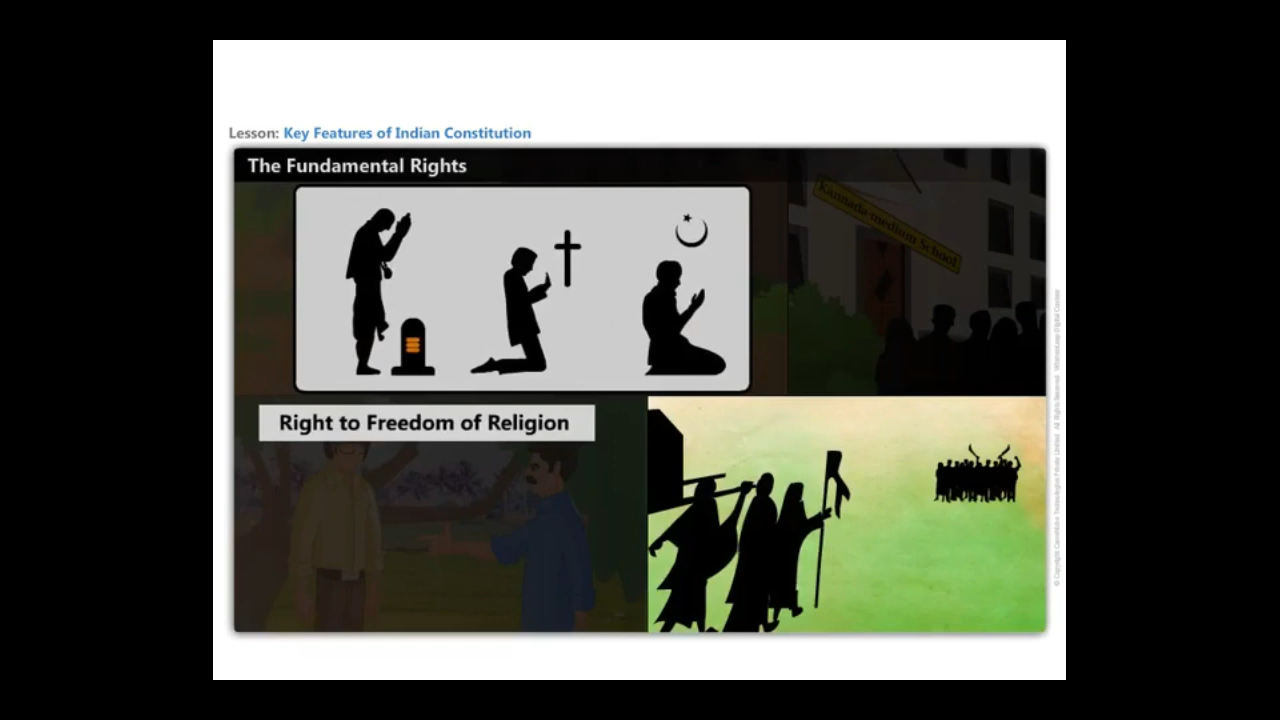 Lesson: Key Features of Indian Constitution
The Fundamental Rights
Kannada medium School
Right to Freedom of Religion